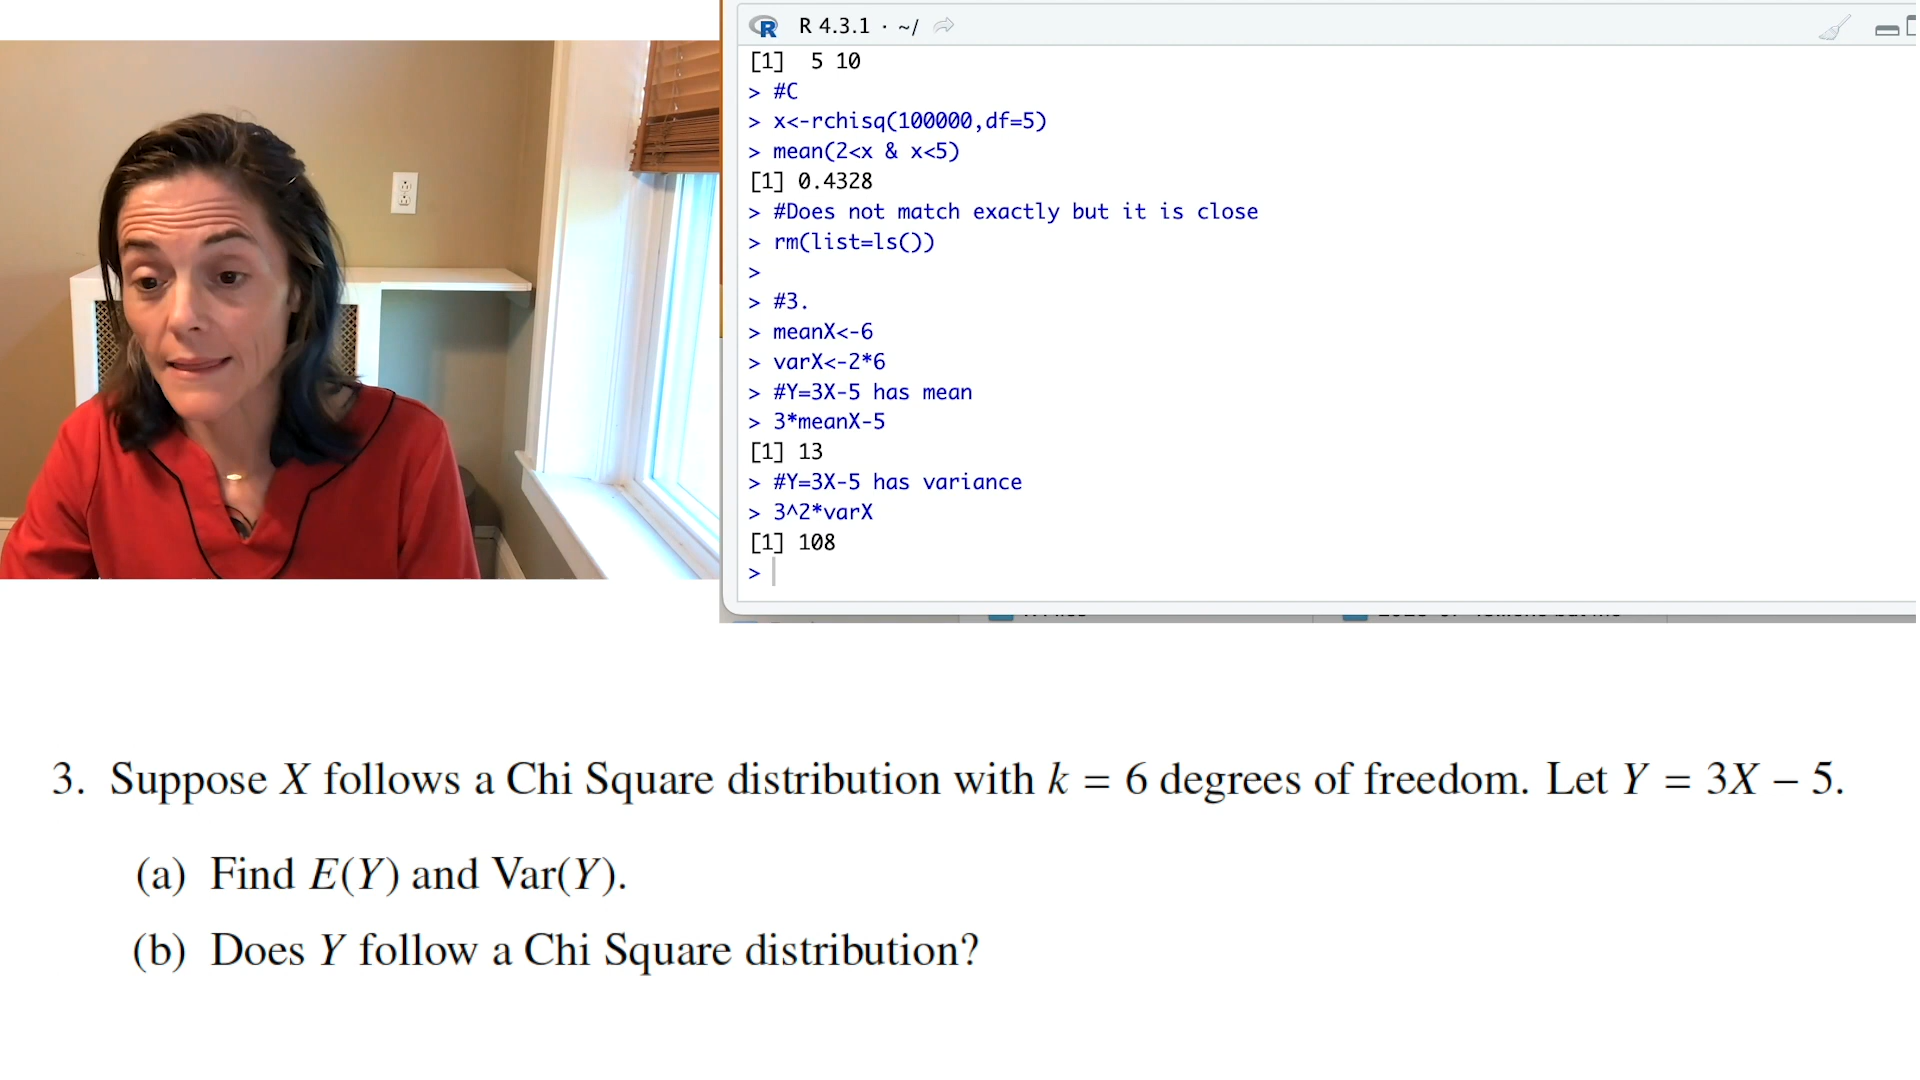 R 4.3.1 · ~/
[1]  5 10
> #C
> x<-rchisq(100000,df=5)
> mean(2<x & x<5)
[1] 0.4328
> #Does not match exactly but it is close
> rm(list=ls())
>
> #3.
> meanX<-6
> varX<-2*6
> #Y=3X-5 has mean
> 3*meanX-5
[1] 13
> #Y=3X-5 has variance
> 3^2*varX
[1] 108
>
3. Suppose X follows a Chi Square distribution with k = 6 degrees of freedom. Let Y = 3X – 5.
(a) Find E(Y) and Var(Y).
(b) Does Y follow a Chi Square distribution?